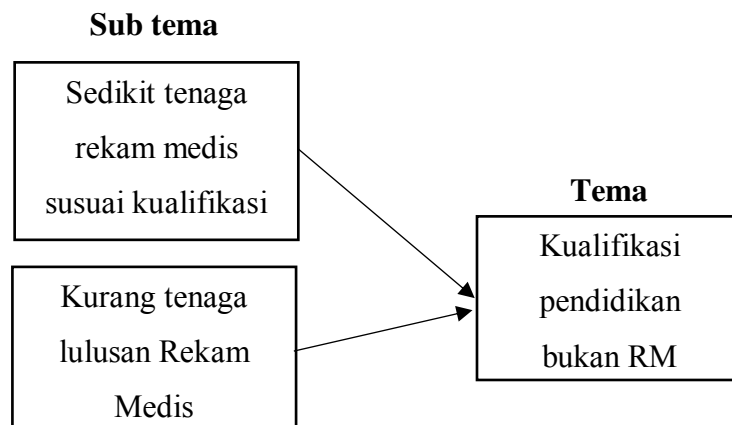 Sub tema
Sedikit tenaga
rekam medis
susuai kualifikasi
Kurang tenaga
lulusan Rekam
Medis
Tema
Kualifikasi
pendidikan
bukan RM